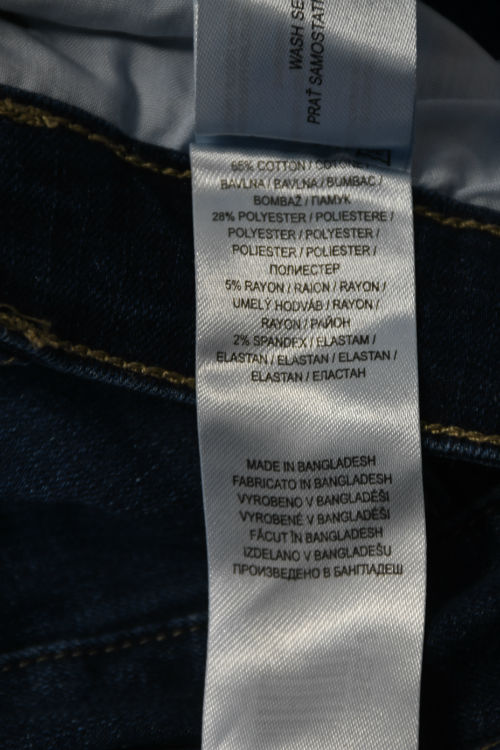 WASH SE
PRAŤ SAMOSTAT
65% COTTON / COTONE /
BAVLNA / BAVLNA / BUMBAC /
BOMBAŽ / ПАМУК
28% POLYESTER / POLIESTERE /
POLYESTER / POLYESTER /
POLIESTER / POLIESTER /
ПОЛИЕСТЕР
5% RAYON / RAION / RAYON /
UMELÝ HODVÁB / RAYON /
RAYON / РАЙОН
2% SPANDEX / ELASTAM /
ELASTAN / ELASTAN / ELASTAN /
ELASTAN / ЕЛАСТАН
MADE IN BANGLADESH
FABRICATO IN BANGLADESH
VYROBENO V BANGLADÉŠI
VYROBENÉ V BANGLADÉŠI
FĂCUT ÎN BANGLADESH
IZDELANO V BANGLADEŠU
ПРОИЗВЕДЕНО В БАНГЛАДЕШ